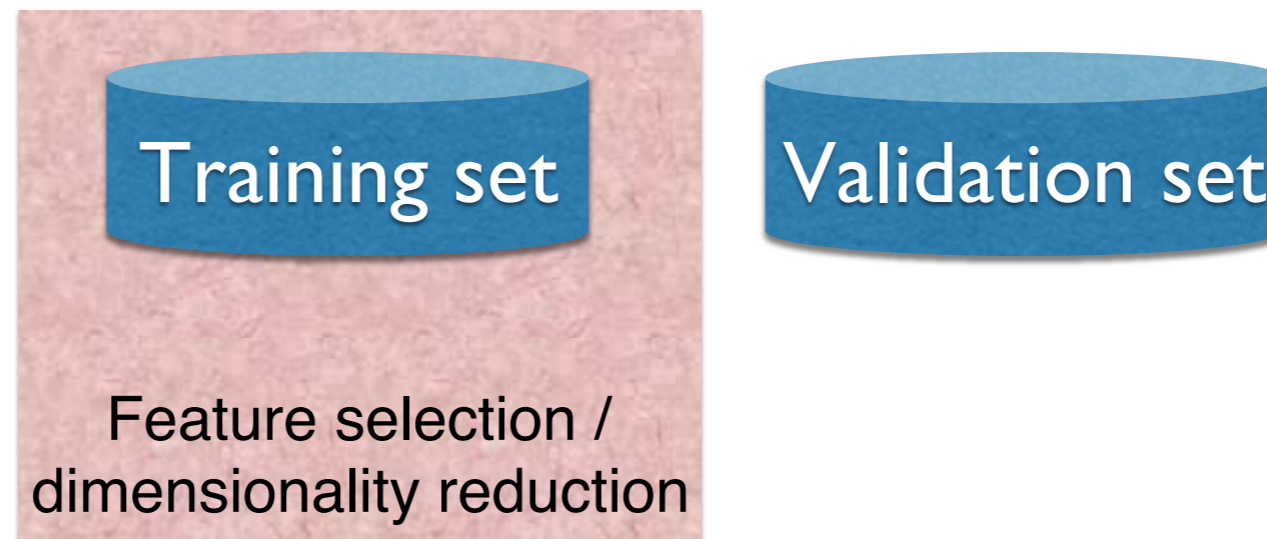 Training set
Validation set
Feature selection /
dimensionality reduction